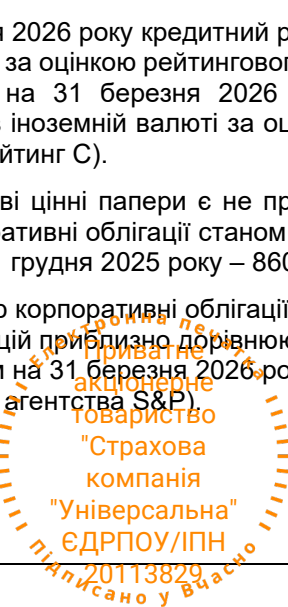 я 2026 року кредитний р
за оцінкою рейтингового
на 31 березня 2026
в іноземній валюті за оц
йтинг С).
ві цінні папери є не пр
ративні облігації станом
грудня 2025 року – 860
о корпоративні облігації
цій приблизно дорівнює
и на 31 березня 2026 ро
агентства S&P).
Електронна печатка
Приватне
акціонерне
товариство
"Страхова
компанія
"Універсальна"
ЄДРПОУ/ІПН
20113829
Підписано у Вчасно